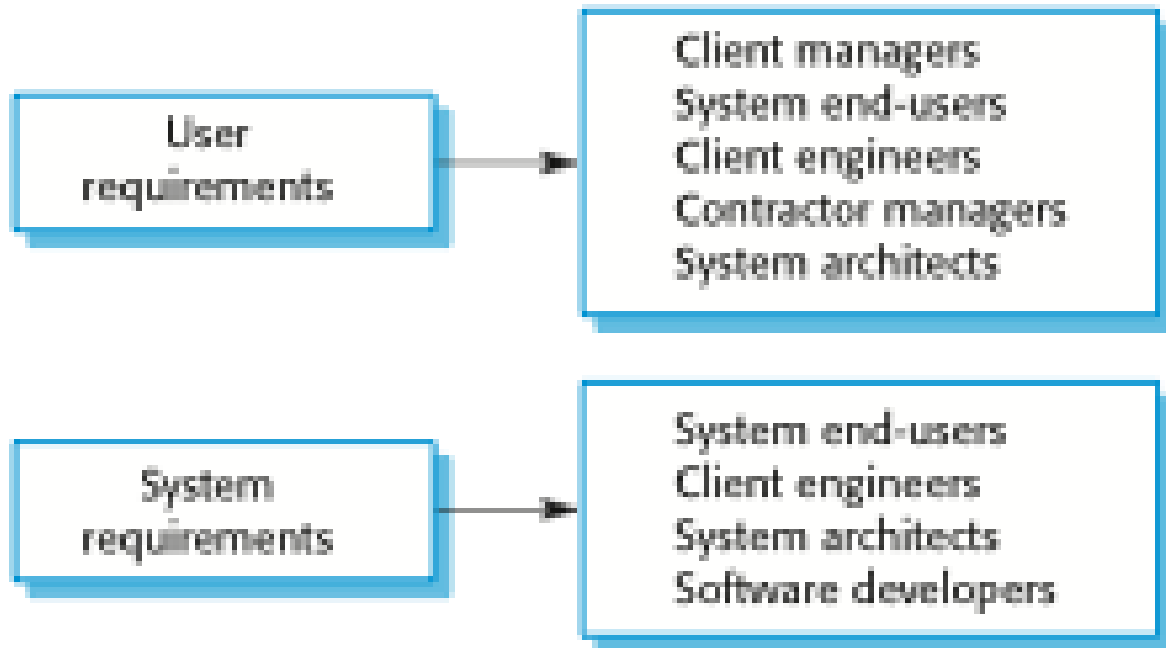 User
requirements
Client managers
System end-users
Client engineers
Contractor managers
System architects
System
requirements
System end-users
Client engineers
System architects
Software developers